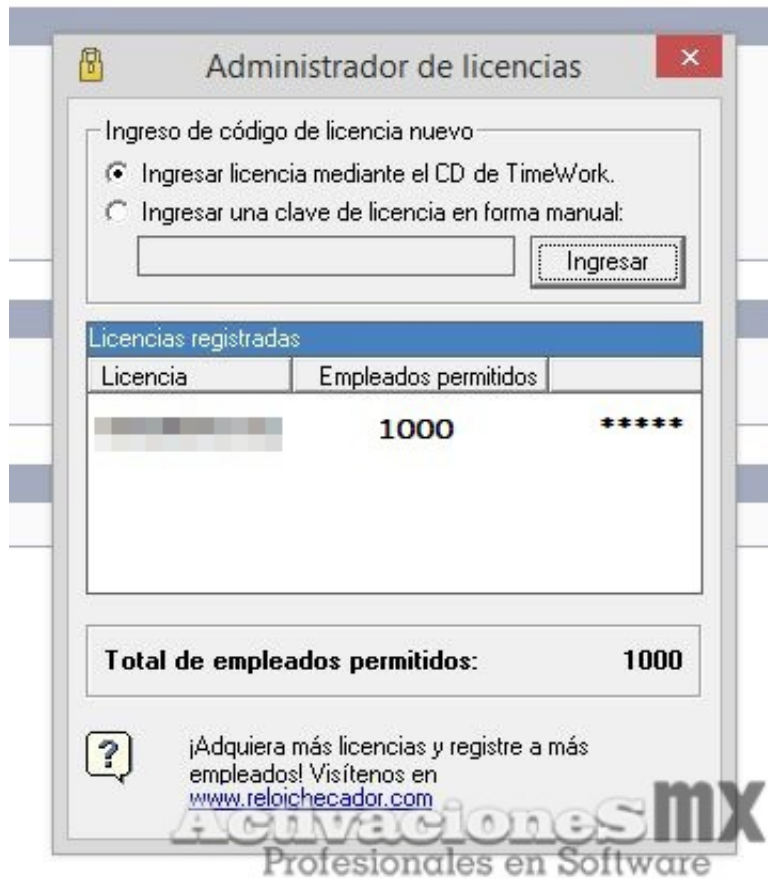 Administrador de licencias
Ingreso de código de licencia nuevo
Ingresar licencia mediante el CD de TimeWork.
Ingresar una clave de licencia en forma manual:
Ingresar
Licencias registradas
Licencia Empleados permitidos
1000 *****
Total de empleados permitidos: 1000
¡Adquiera más licencias y registre a más
empleados! Visítenos en
www.relojchecador.com
ActivacioneS MX
Profesionales en Software